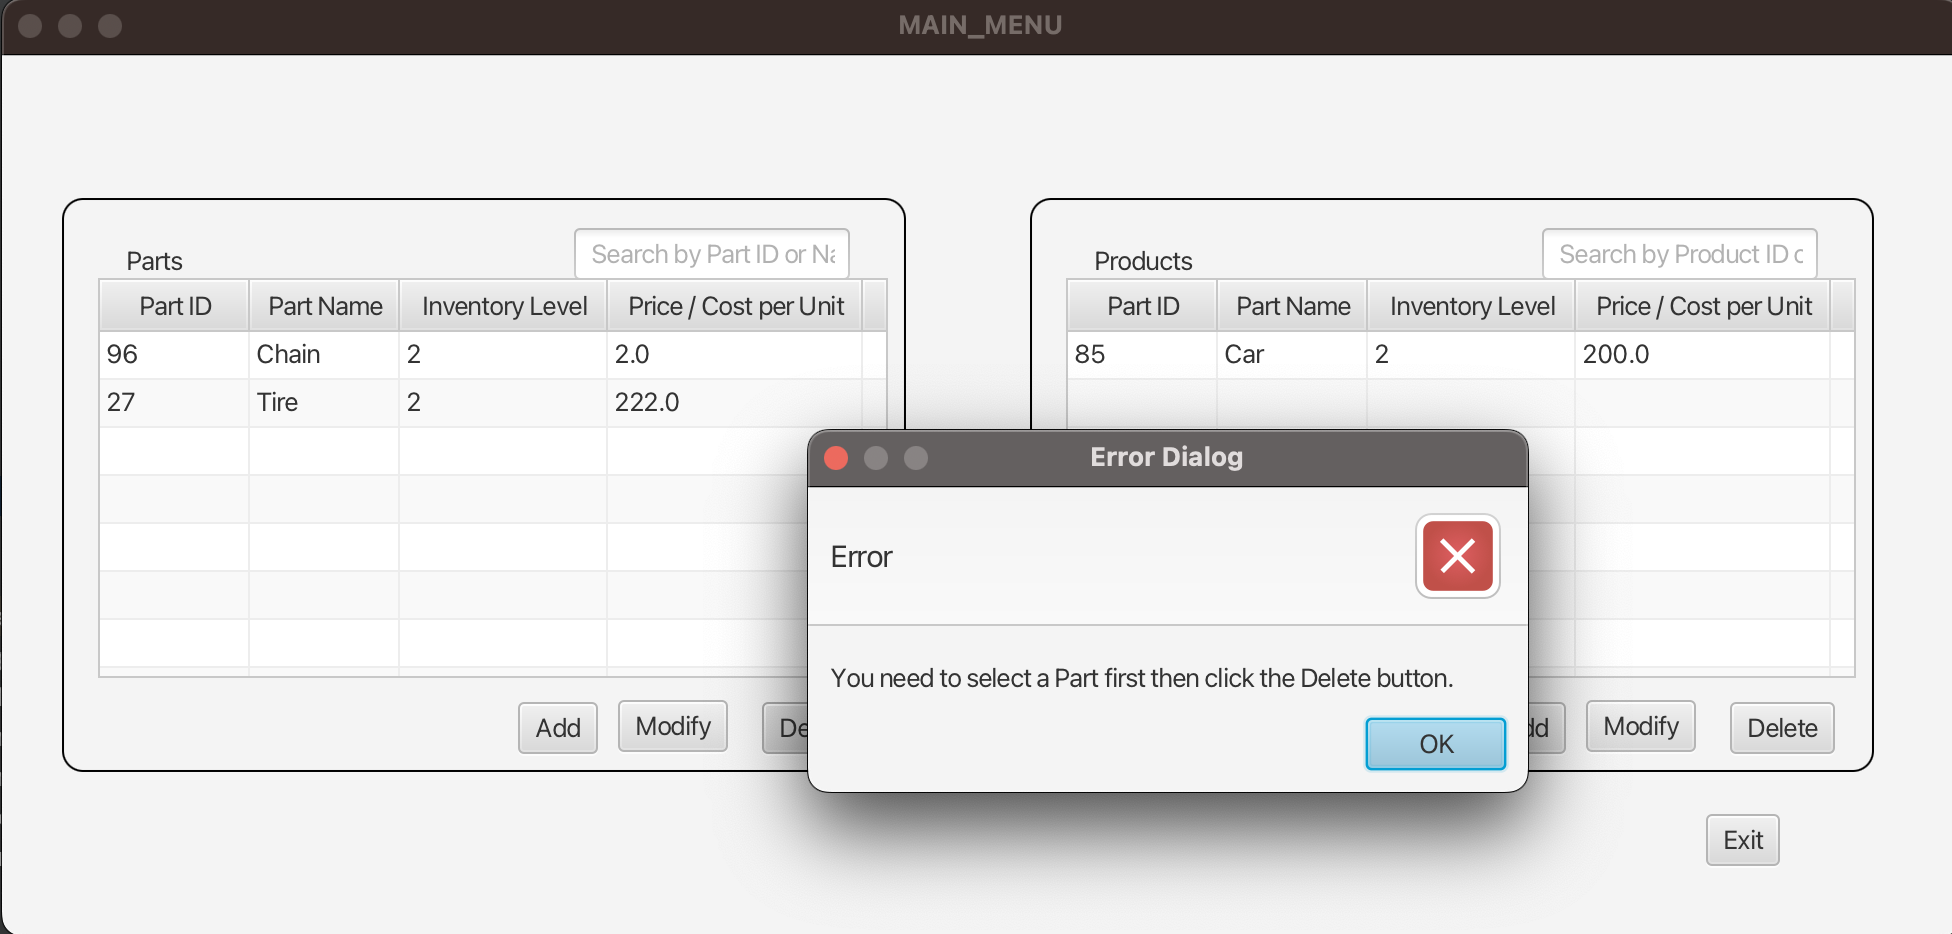 MAIN_MENU
Parts
Search by Part ID or
Part ID Part Name Inventory Level Price / Cost per Unit
96 Chain 2 2.0
27 Tire 2 222.0
Add Modify
Products
Search by Product ID
Part ID Part Name Inventory Level Price / Cost per Unit
85 Car 2 200.0
Modify Delete
Error Dialog
Error
You need to select a Part first then click the Delete button.
OK
Exit